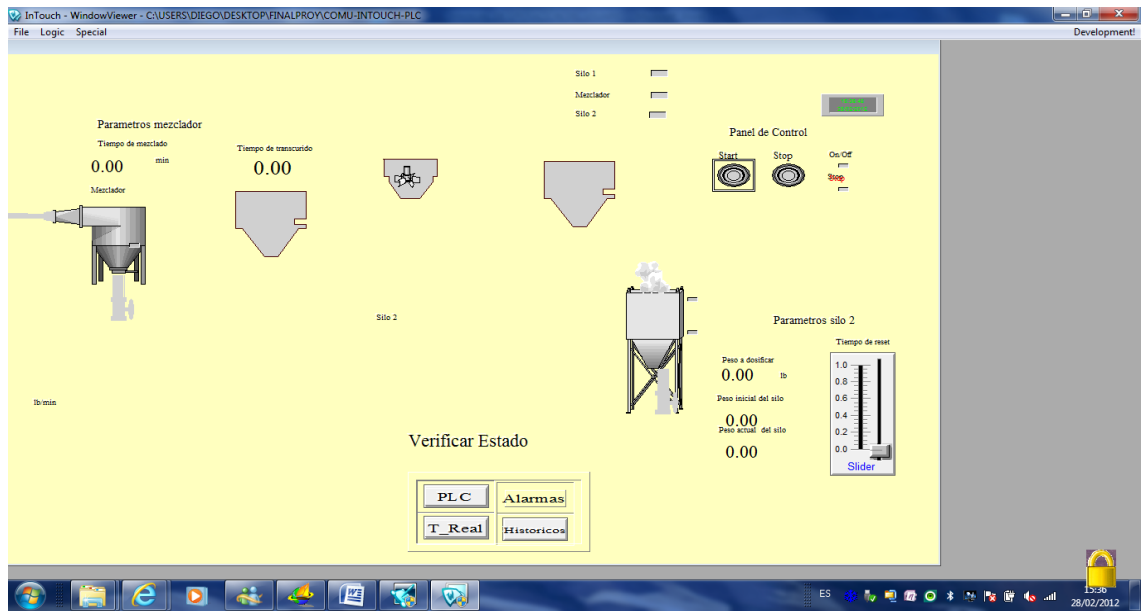 InTouch - WindowViewer - C:\USERS\DIEGO\DESKTOP\FINALPROY\COMU-INTOUCH-PLC
File Logic Special
Development!
Silo 1
Mezclador
Silo 2
Parametros mezclador
Tiempo de mezclado
0.00 min
Mezclador
Tiempo de transcurido
0.00
Panel de Control
Start Stop On/Off
Stop
Silo 2
lb/min
Parametros silo 2
Tiempo de reset
Peso a dosificar
0.00 lb
Peso inicial del silo
0.00
Peso actual del silo
0.00
1.0
0.8
0.6
0.4
0.2
0.0
Slider
Verificar Estado
PLC Alarmas
T_Real Historicos
ES
15:36
28/02/2012